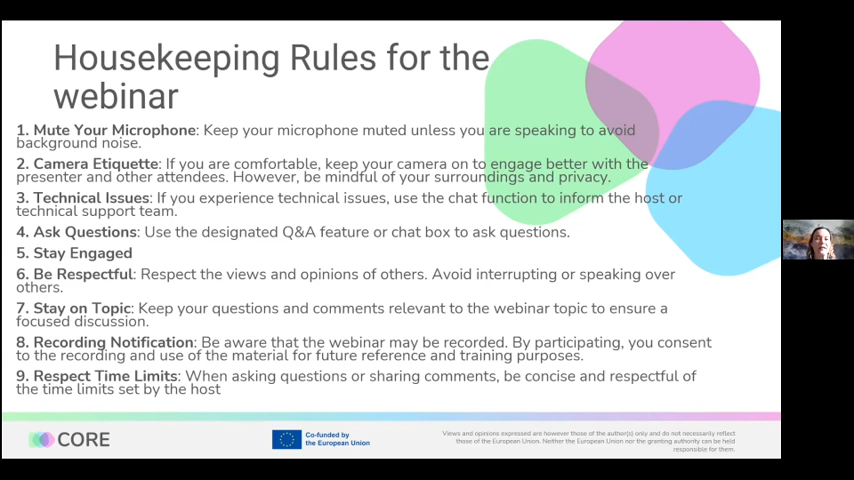 Housekeeping Rules for the
webinar
1. Mute Your Microphone: Keep your microphone muted unless you are speaking to avoid
background noise.
2. Camera Etiquette: If you are comfortable, keep your camera on to engage better with the
presenter and other attendees. However, be mindful of your surroundings and privacy.
3. Technical Issues: If you experience technical issues, use the chat function to inform the host or
technical support team.
4. Ask Questions: Use the designated Q&A feature or chat box to ask questions.
5. Stay Engaged
6. Be Respectful: Respect the views and opinions of others. Avoid interrupting or speaking over
others.
7. Stay on Topic: Keep your questions and comments relevant to the webinar topic to ensure a
focused discussion.
8. Recording Notification: Be aware that the webinar may be recorded. By participating, you consent
to the recording and use of the material for future reference and training purposes.
9. Respect Time Limits: When asking questions or sharing comments, be concise and respectful of
the time limits set by the host
CORE
Co-funded by
the European Union
Views and opinions expressed are however those of the author(s) only and do not necessarily reflect
those of the European Union. Neither the European Union nor the granting authority can be held
responsible for them.